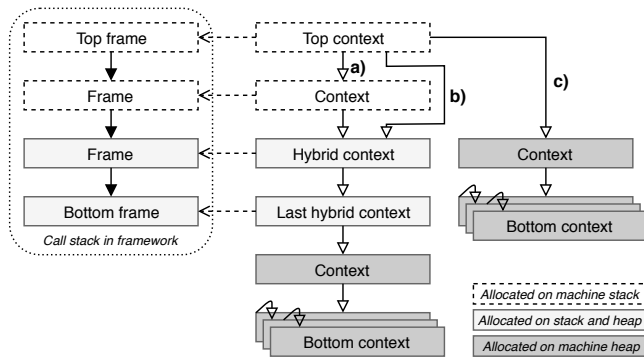 Top frame
Top context
a)
b)
c)
Frame
Context
Frame
Hybrid context
Context
Bottom frame
Last hybrid context
Bottom context
Call stack in framework
Context
Bottom context
Allocated on machine stack
Allocated on stack and heap
Allocated on machine heap